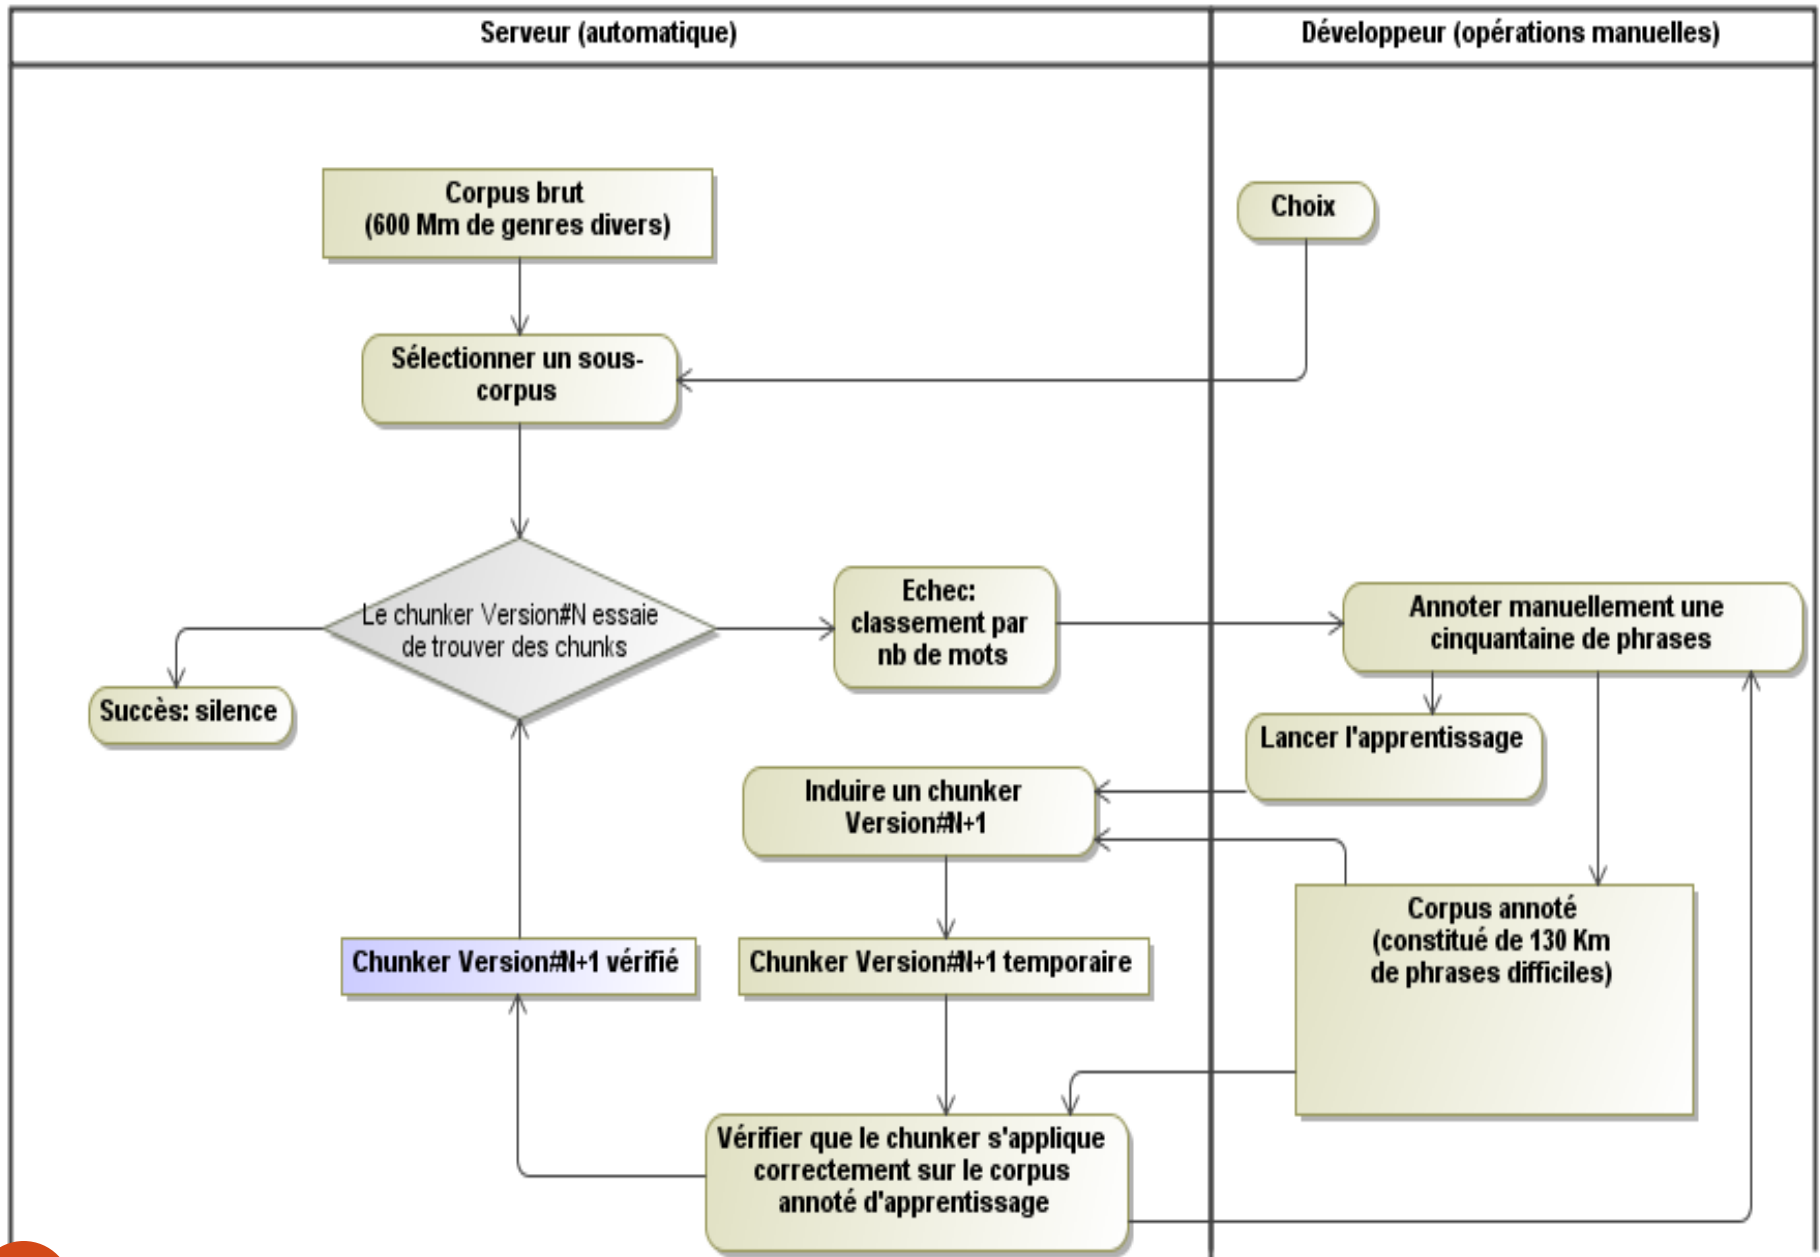 Serveur (automatique)
Développeur (opérations manuelles)
Corpus brut
(600 Mm de genres divers)
Choix
Sélectionner un sous-
corpus
Le chunker Version#N essaie
de trouver des chunks
Echec:
classement par
nb de mots
Annoter manuellement une
cinquantaine de phrases
Succès: silence
Lancer l'apprentissage
Induire un chunker
Version#N+1
Corpus annoté
(constitué de 130 Km
de phrases difficiles)
Chunker Version#N+1 vérifié
Chunker Version#N+1 temporaire
Vérifier que le chunker s'applique
correctement sur le corpus
annoté d'apprentissage